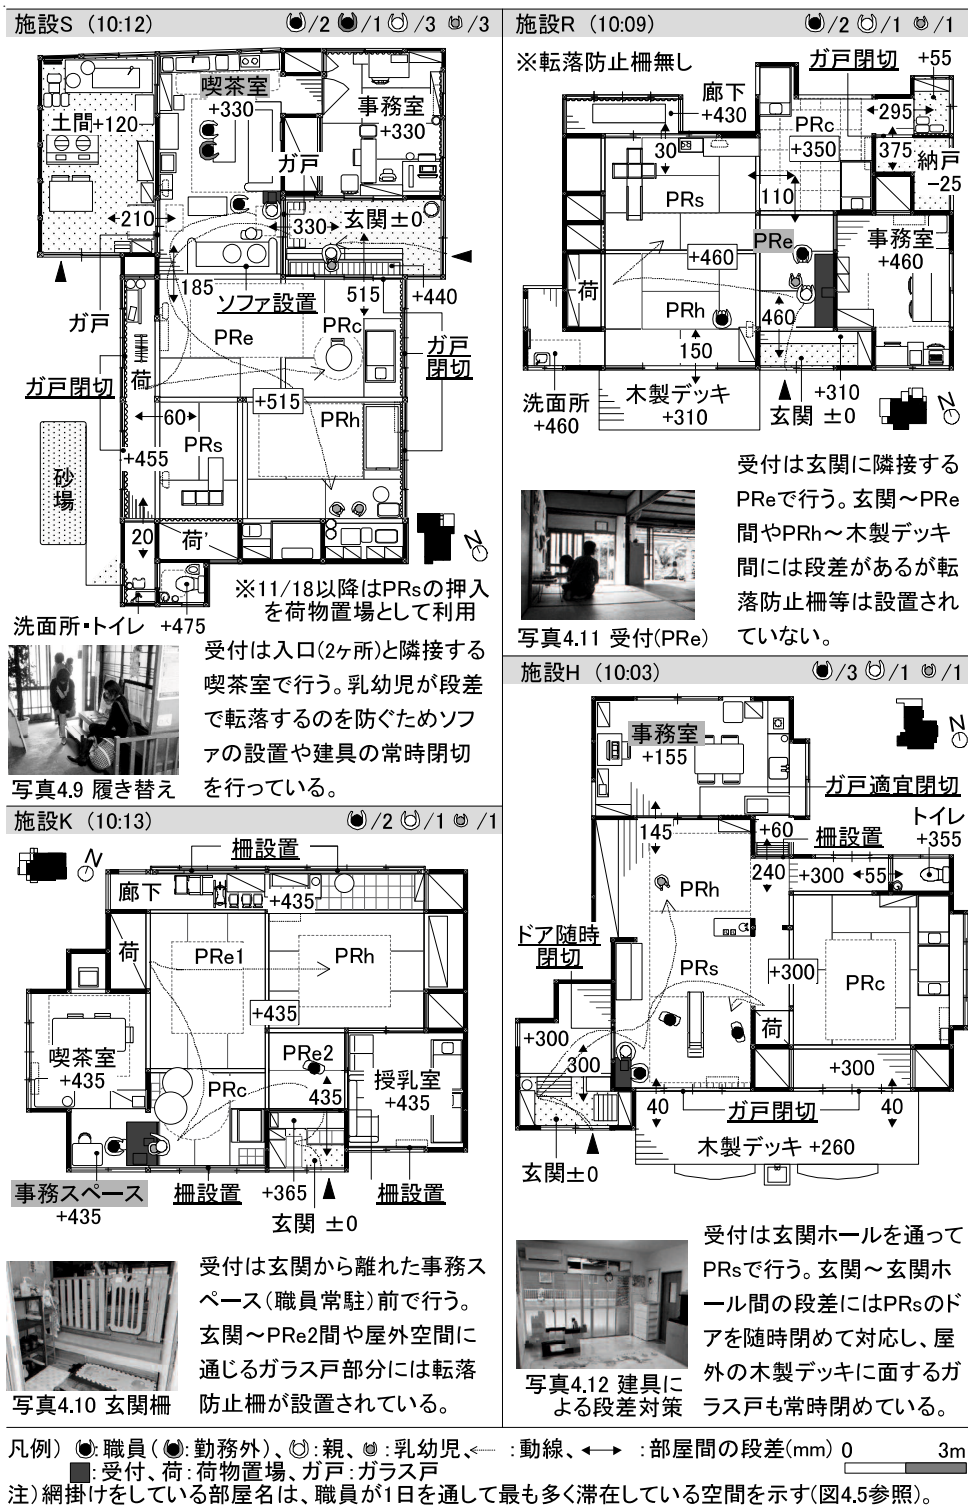 施設S (10:12) /2 /1 /3 /3
喫茶室
+330
土間+120
事務室
+330
ガ戸
210
330
玄関±0
185
ソファ設置
515
+440
ガ戸
PRe
PRc
荷
ガ戸閉切
ガ戸
閉切
+515
60
PRs
PRh
+455
砂場
20
荷'
※11/18以降はPRsの押入
を荷物置場として利用
洗面所・トイレ +475
写真4.9 履き替え
受付は入口(2ヶ所)と隣接する
喫茶室で行う。乳幼児が段差
で転落するのを防ぐためソフ
ァの設置や建具の常時閉切
を行っている。
施設R (10:09) /2 /1 /1
※転落防止柵無し
ガ戸閉切
+55
廊下
+430
PRc
+350
295
375
納戸
-25
30
PRs
110
PRe
+460
事務室
+460
荷
PRh
460
150
洗面所
+460
木製デッキ
+310
+310
玄関 ±0
N
写真4.11 受付(PRe)
受付は玄関に隣接する
PReで行う。玄関～PRe
間やPRh～木製デッキ
間には段差があるが転
落防止柵等は設置され
ていない。
施設K (10:13) /2 /1 /1
N
柵設置
廊下
+435
荷
PRe1
PRh
+435
喫茶室
+435
PRe2
435
PRc
授乳室
+435
事務スペース
+435
柵設置
+365
玄関 ±0
柵設置
写真4.10 玄関柵
受付は玄関から離れた事務ス
ペース(職員常駐)前で行う。
玄関～PRe2間や屋外空間に
通じるガラス戸部分には転落
防止柵が設置されている。
施設H (10:03) /3 /1 /1
N
事務室
+155
ガ戸適宜閉切
145
+60
柵設置
トイレ
+355
PRh
240
+300
55
ドア随時
閉切
PRs
+300
PRc
+300
荷
300
+300
40
ガ戸閉切
40
木製デッキ +260
玄関±0
写真4.12 建具に
よる段差対策
受付は玄関ホールを通って
PRsで行う。玄関～玄関ホ
ール間の段差にはPRsのド
アを随時閉めて対応し、屋
外の木製デッキに面するガ
ラス戸も常時閉めている。
凡例) :職員(:勤務外)、:親、:乳幼児、 :動線、 :部屋間の段差(mm) 0 3m
:受付、荷:荷物置場、ガ戸:ガラス戸
注)網掛けをしている部屋名は、職員が1日を通して最も多く滞在している空間を示す(図4.5参照)。